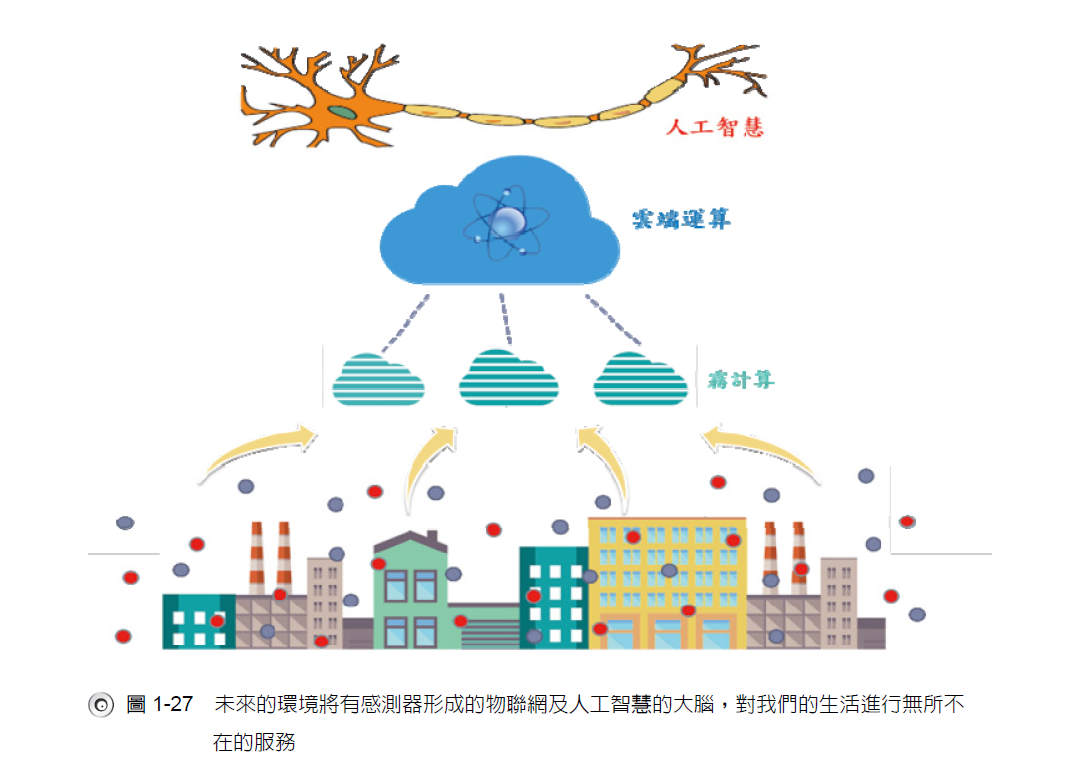 人工智慧
雲端運算
霧計算
圖 1-27 未來的環境將有感測器形成的物聯網及人工智慧的大腦，對我們的生活進行無所不
在的服務